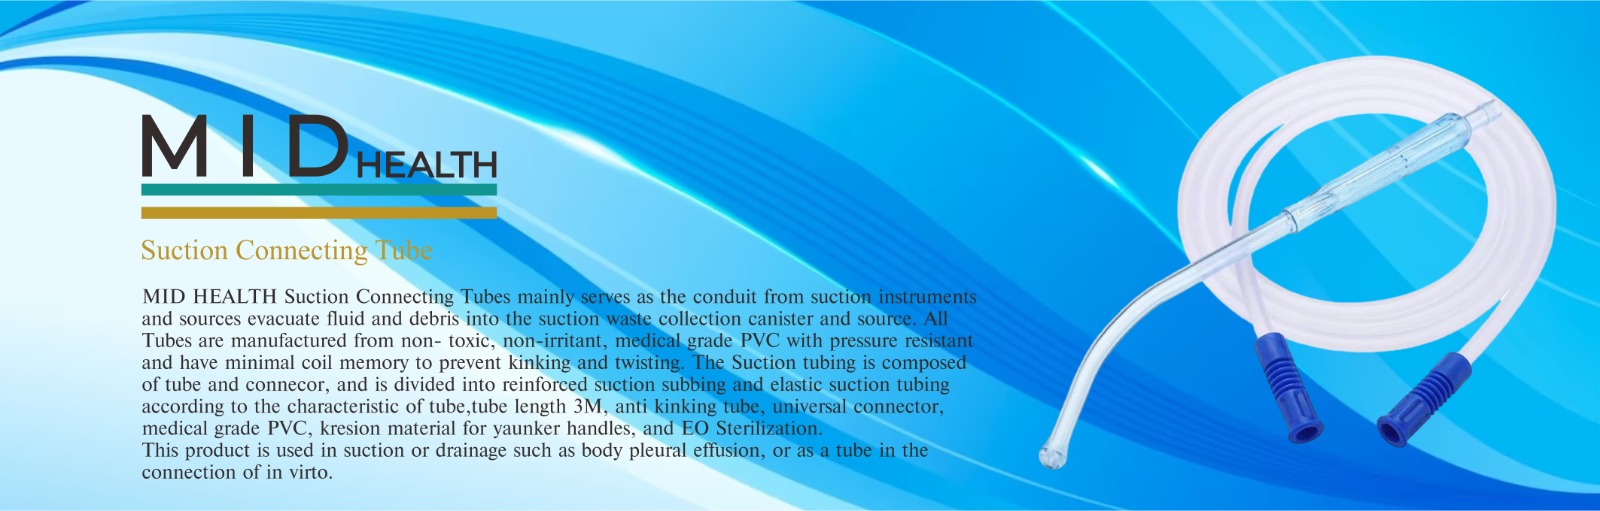 MID HEALTH
Suction Connecting Tube
MID HEALTH Suction Connecting Tubes mainly serves as the conduit from suction instruments
and sources evacuate fluid and debris into the suction waste collection canister and source. All
Tubes are manufactured from non- toxic, non-irritant, medical grade PVC with pressure resistant
and have minimal coil memory to prevent kinking and twisting. The Suction tubing is composed
of tube and connecor, and is divided into reinforced suction subbing and elastic suction tubing
according to the characteristic of tube,tube length 3M, anti kinking tube, universal connector,
medical grade PVC, kresion material for yaunker handles, and EO Sterilization.
This product is used in suction or drainage such as body pleural effusion, or as a tube in the
connection of in virto.